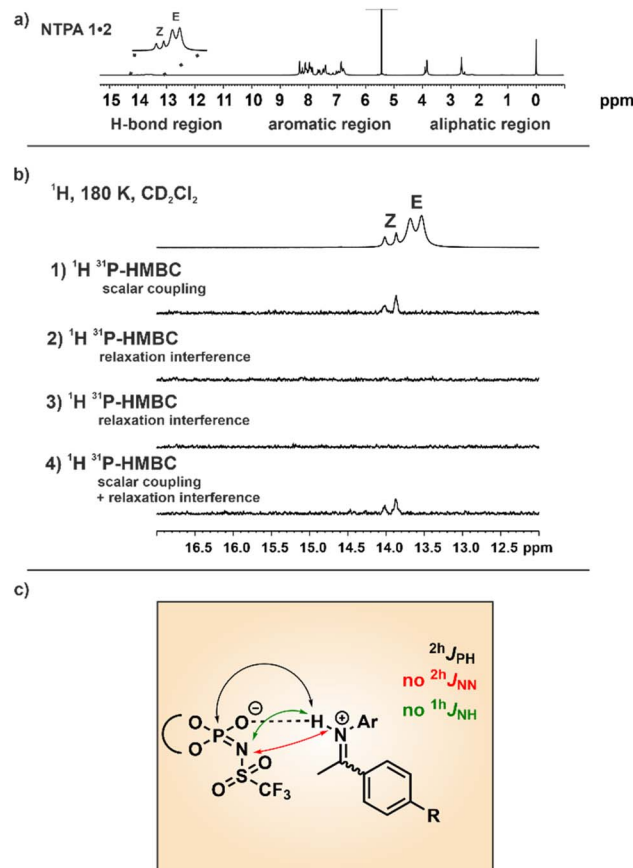 a)
NTPA 1•2
Z
E
15 14 13 12 11 10 9 8 7 6 5 4 3 2 1 0 ppm
H-bond region
aromatic region
aliphatic region
b)
¹H, 180 K, CD₂Cl₂
Z
E
1) ¹H ³¹P-HMBC
scalar coupling
2) ¹H ³¹P-HMBC
relaxation interference
3) ¹H ³¹P-HMBC
relaxation interference
4) ¹H ³¹P-HMBC
scalar coupling
+ relaxation interference
16.5 16.0 15.5 15.0 14.5 14.0 13.5 13.0 12.5 ppm
c)
²ʰJPH
no ²ʰJNN
no ¹ʰJNH
O O⊖ H ⊕ Ar
P N
O N
O
O S
CF₃
R